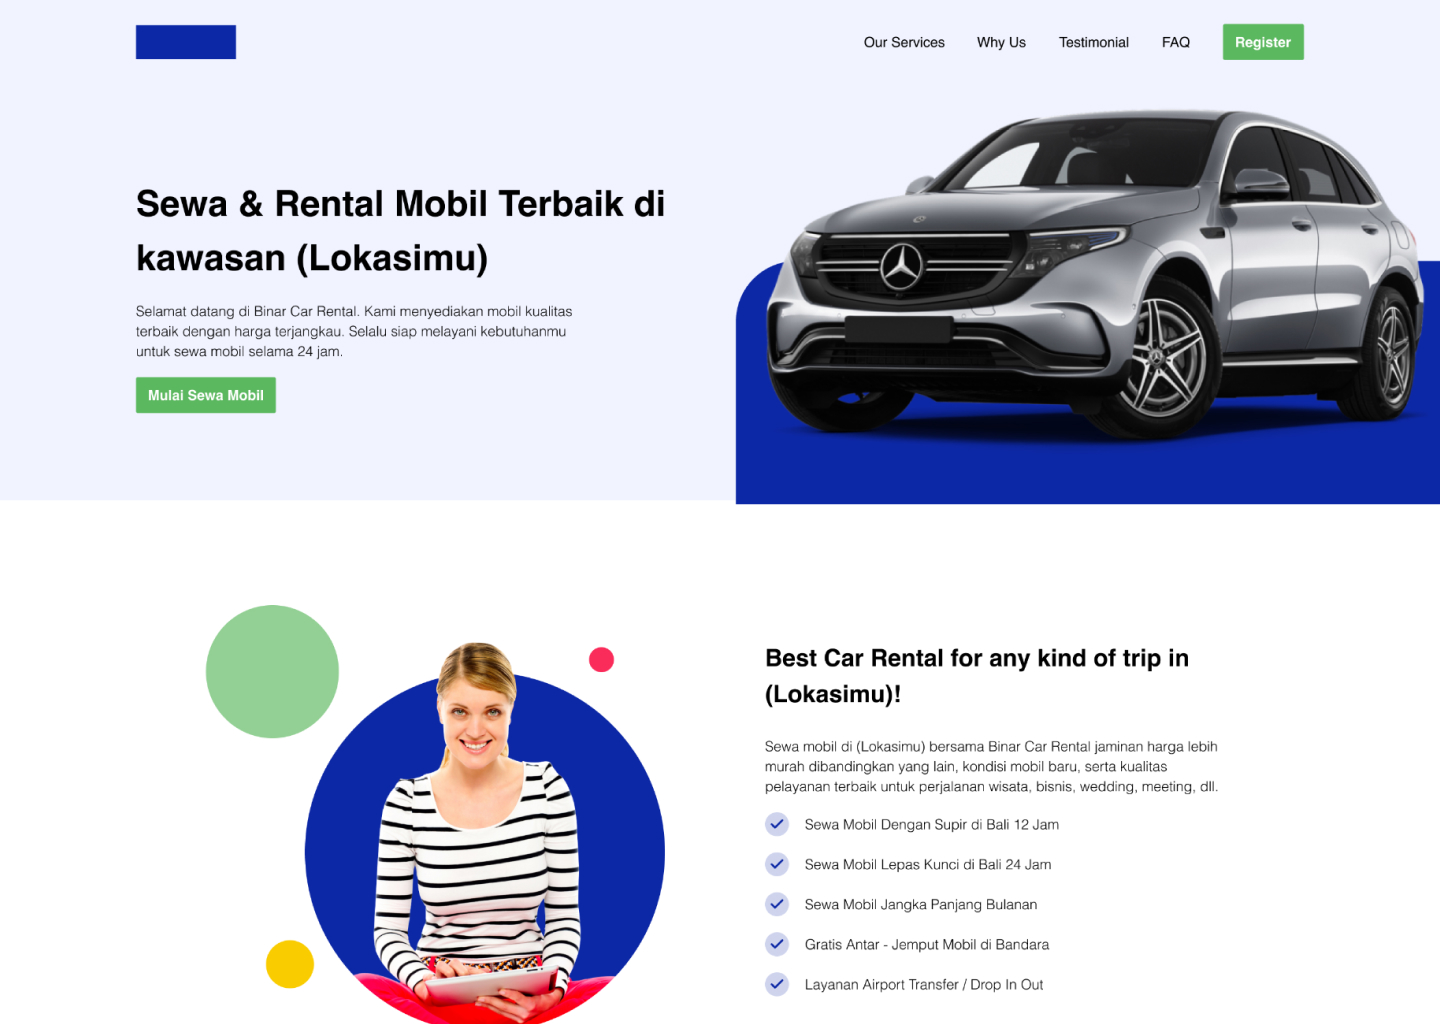 Our Services
Why Us
Testimonial
FAQ
Register
Sewa & Rental Mobil Terbaik di
kawasan (Lokasimu)
Selamat datang di Binar Car Rental. Kami menyediakan mobil kualitas
terbaik dengan harga terjangkau. Selalu siap melayani kebutuhanmu
untuk sewa mobil selama 24 jam.
Mulai Sewa Mobil
Best Car Rental for any kind of trip in
(Lokasimu)!
Sewa mobil di (Lokasimu) bersama Binar Car Rental jaminan harga lebih
murah dibandingkan yang lain, kondisi mobil baru, serta kualitas
pelayanan terbaik untuk perjalanan wisata, bisnis, wedding, meeting, dll.
Sewa Mobil Dengan Supir di Bali 12 Jam
Sewa Mobil Lepas Kunci di Bali 24 Jam
Sewa Mobil Jangka Panjang Bulanan
Gratis Antar - Jemput Mobil di Bandara
Layanan Airport Transfer / Drop In Out